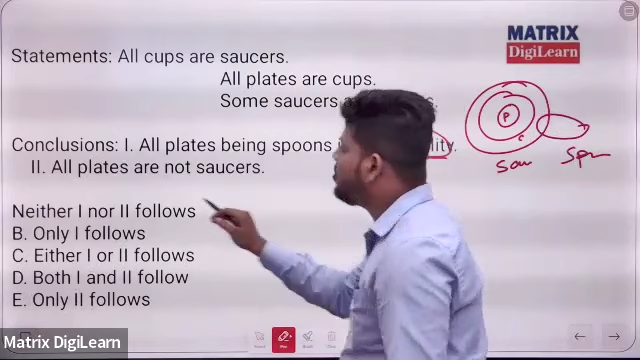 MATRIX
DigiLearn
Statements: All cups are saucers.
All plates are cups.
Some saucers
Conclusions: I. All plates being spoons
II. All plates are not saucers.
P
C
Sau
Spn
Neither I nor II follows
B. Only I follows
C. Either I or II follows
D. Both I and II follow
E. Only II follows
Matrix DigiLearn